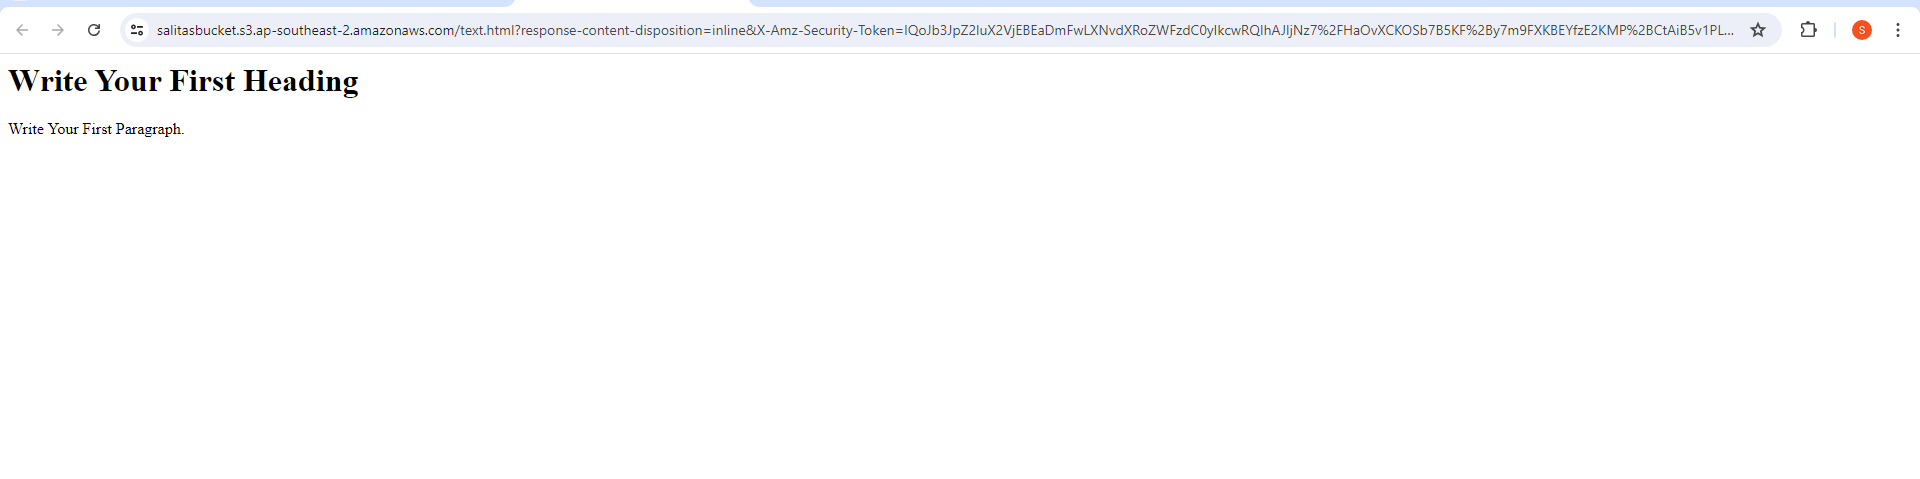 salitasbucket.s3.ap-southeast-2.amazonaws.com/text.html?response-content-disposition=inline&X-Amz-Security-Token=IQoJb3JpZ2luX2VjEBEaDmFwLXNvdXRoZWFzdC0yIkcwRQIhAJIjNz7%2FHaOvXCKOSb7B5KF%2By7m9FXKBEYfzE2KMP%2BCtAiB5v1PL...
S
Write Your First Heading
Write Your First Paragraph.